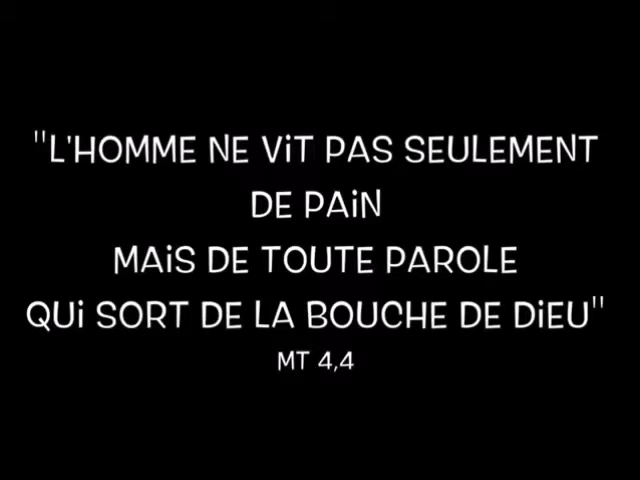 "L'HOMME NE ViT PAS SEULEMENT
DE PAiN
MAiS DE TOUTE PAROLE
QUi SORT DE LA BOUCHE DE DiEU"
MT 4,4